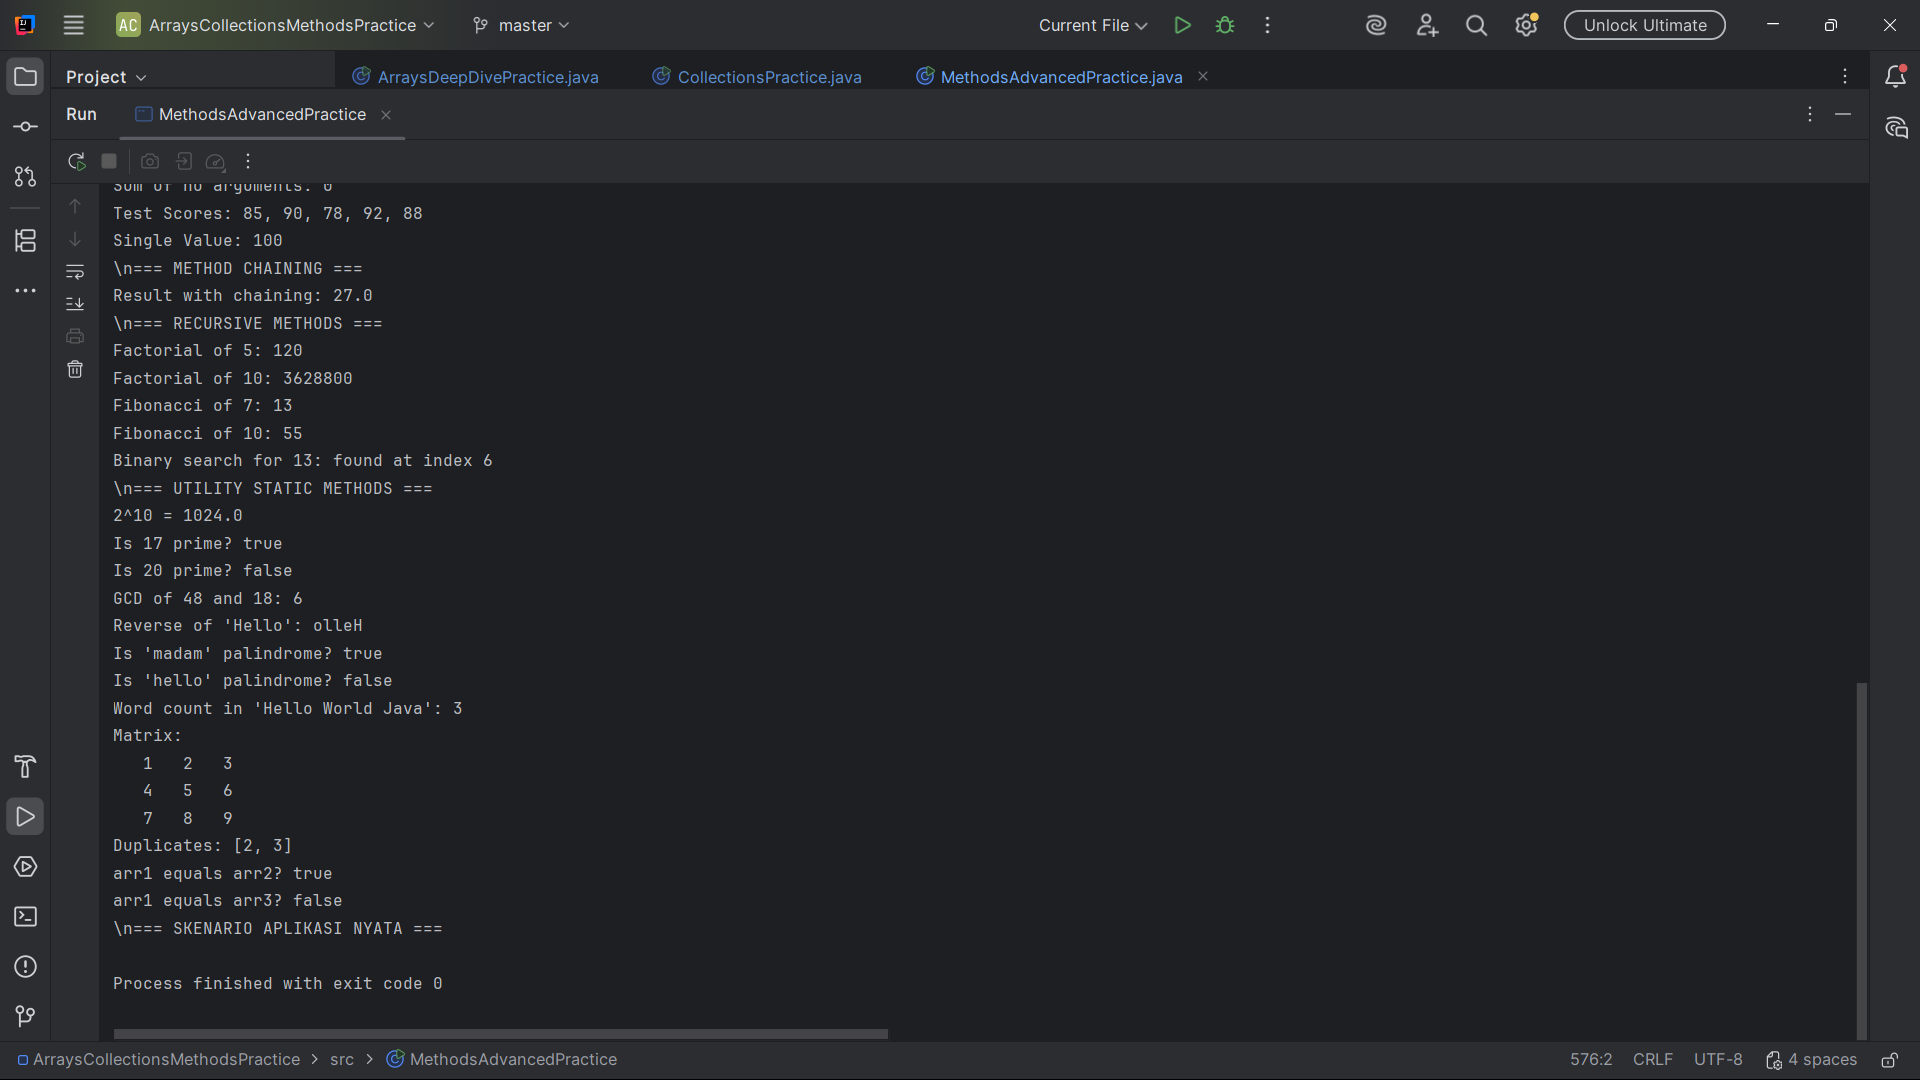 AC ArraysCollectionsMethodsPractice master Current File Unlock Ultimate
Project ArraysDeepDivePractice.java CollectionsPractice.java MethodsAdvancedPractice.java
Run MethodsAdvancedPractice
Sum of no arguments: 0
Test Scores: 85, 90, 78, 92, 88
Single Value: 100
\n=== METHOD CHAINING ===
Result with chaining: 27.0
\n=== RECURSIVE METHODS ===
Factorial of 5: 120
Factorial of 10: 3628800
Fibonacci of 7: 13
Fibonacci of 10: 55
Binary search for 13: found at index 6
\n=== UTILITY STATIC METHODS ===
2^10 = 1024.0
Is 17 prime? true
Is 20 prime? false
GCD of 48 and 18: 6
Reverse of 'Hello': olleH
Is 'madam' palindrome? true
Is 'hello' palindrome? false
Word count in 'Hello World Java': 3
Matrix:
1 2 3
4 5 6
7 8 9
Duplicates: [2, 3]
arr1 equals arr2? true
arr1 equals arr3? false
\n=== SKENARIO APLIKASI NYATA ===
Process finished with exit code 0
ArraysCollectionsMethodsPractice > src > MethodsAdvancedPractice 576:2 CRLF UTF-8 4 spaces